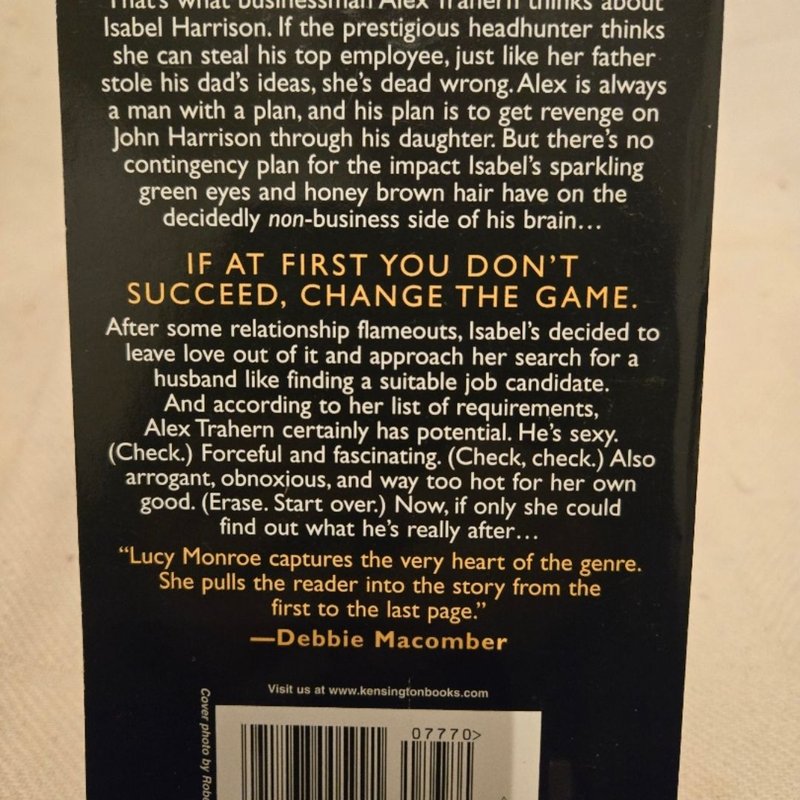 That's what businessman Alex Trahern thinks about
Isabel Harrison. If the prestigious headhunter thinks
she can steal his top employee, just like her father
stole his dad's ideas, she's dead wrong. Alex is always
a man with a plan, and his plan is to get revenge on
John Harrison through his daughter. But there's no
contingency plan for the impact Isabel's sparkling
green eyes and honey brown hair have on the
decidedly non-business side of his brain...
IF AT FIRST YOU DON'T
SUCCEED, CHANGE THE GAME.
After some relationship flameouts, Isabel's decided to
leave love out of it and approach her search for a
husband like finding a suitable job candidate.
And according to her list of requirements,
Alex Trahern certainly has potential. He's sexy.
(Check.) Forceful and fascinating. (Check, check.) Also
arrogant, obnoxious, and way too hot for her own
good. (Erase. Start over.) Now, if only she could
find out what he's really after...
"Lucy Monroe captures the very heart of the genre.
She pulls the reader into the story from the
first to the last page."
—Debbie Macomber
Visit us at www.kensingtonbooks.com
Cover photo by
07770>